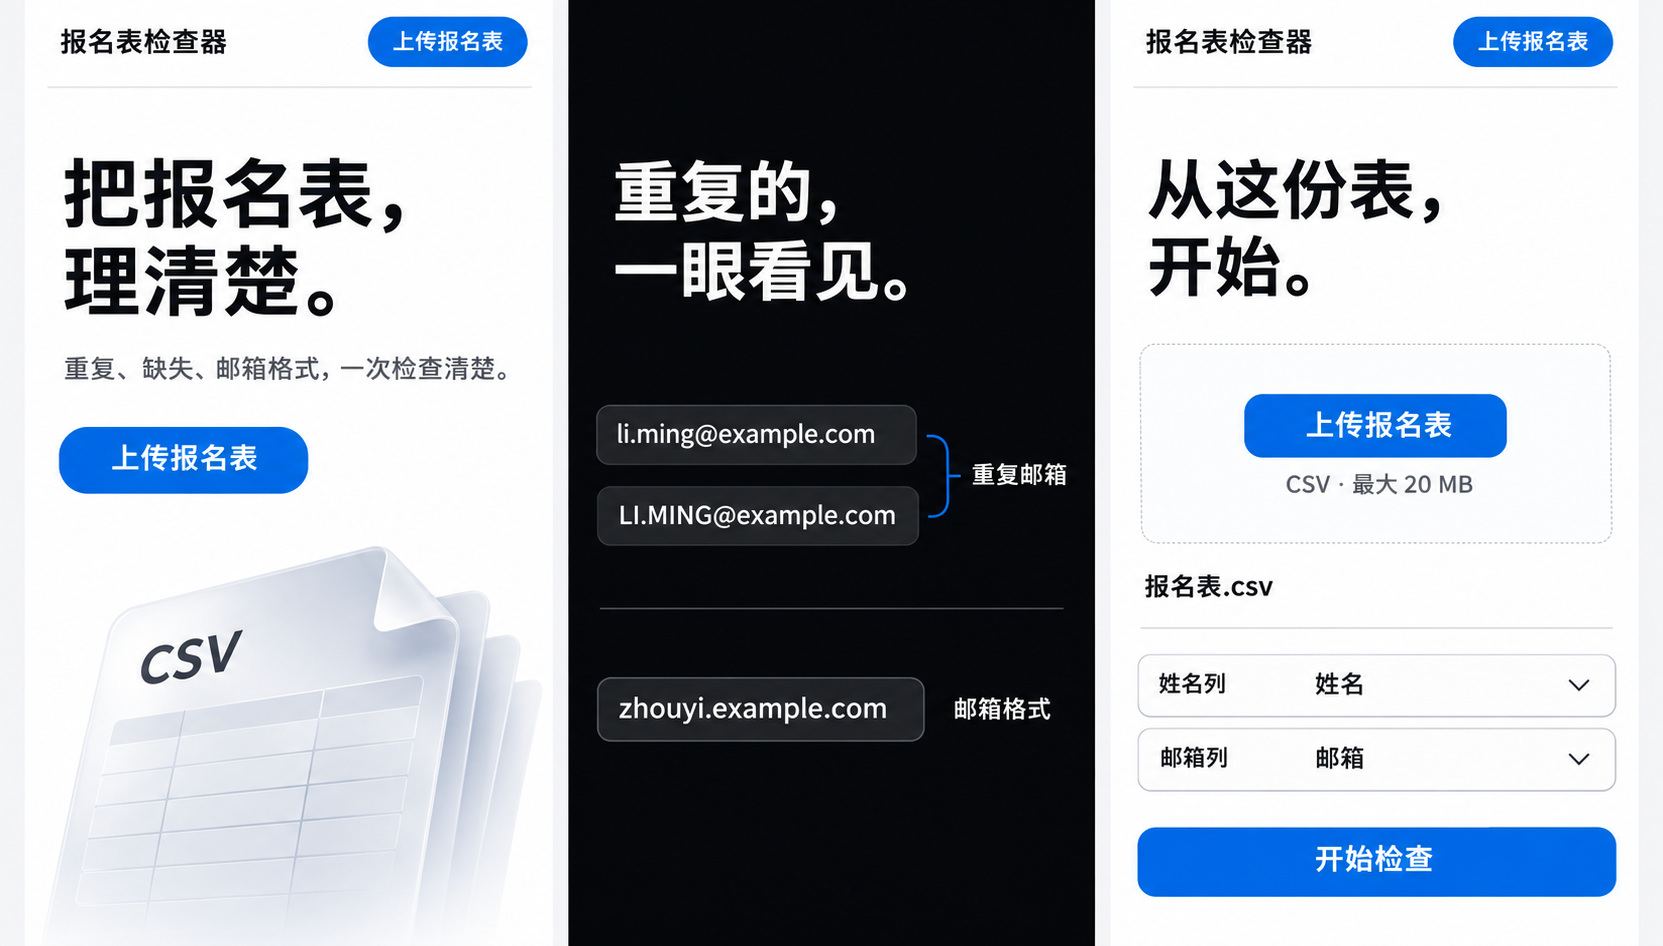 报名表检查器
上传报名表
把报名表，
理清楚。
重复、缺失、邮箱格式，一次检查清楚。
上传报名表
CSV
重复的，
一眼看见。
li.ming@example.com
LI.MING@example.com
重复邮箱
zhouyi.example.com
邮箱格式
报名表检查器
上传报名表
从这份表，
开始。
上传报名表
CSV · 最大 20 MB
报名表.csv
姓名列 姓名
邮箱列 邮箱
开始检查